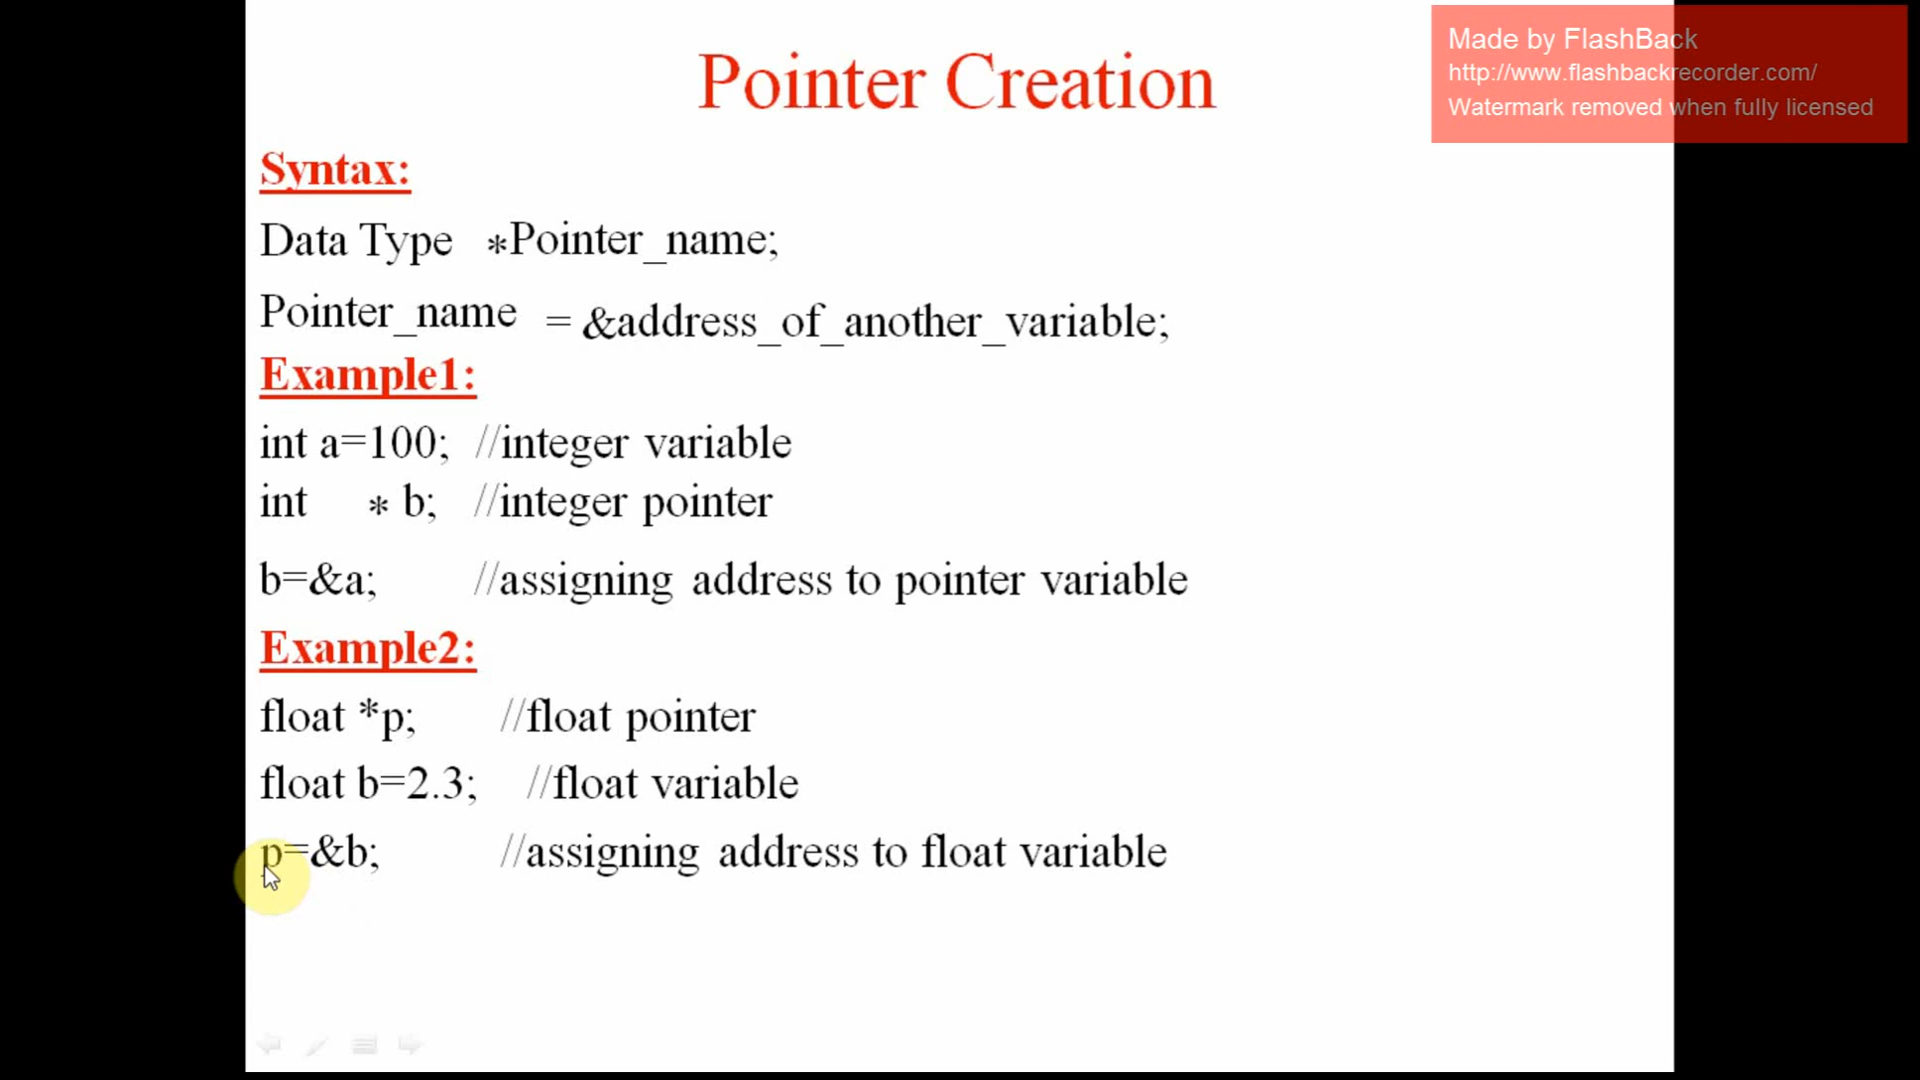 Made by FlashBack
http://www.flashbackrecorder.com/
Watermark removed when fully licensed
Pointer Creation
Syntax:
Data Type *Pointer_name;
Pointer_name = &address_of_another_variable;
Example1:
int a=100; //integer variable
int * b; //integer pointer
b=&a; //assigning address to pointer variable
Example2:
float *p; //float pointer
float b=2.3; //float variable
p=&b; //assigning address to float variable